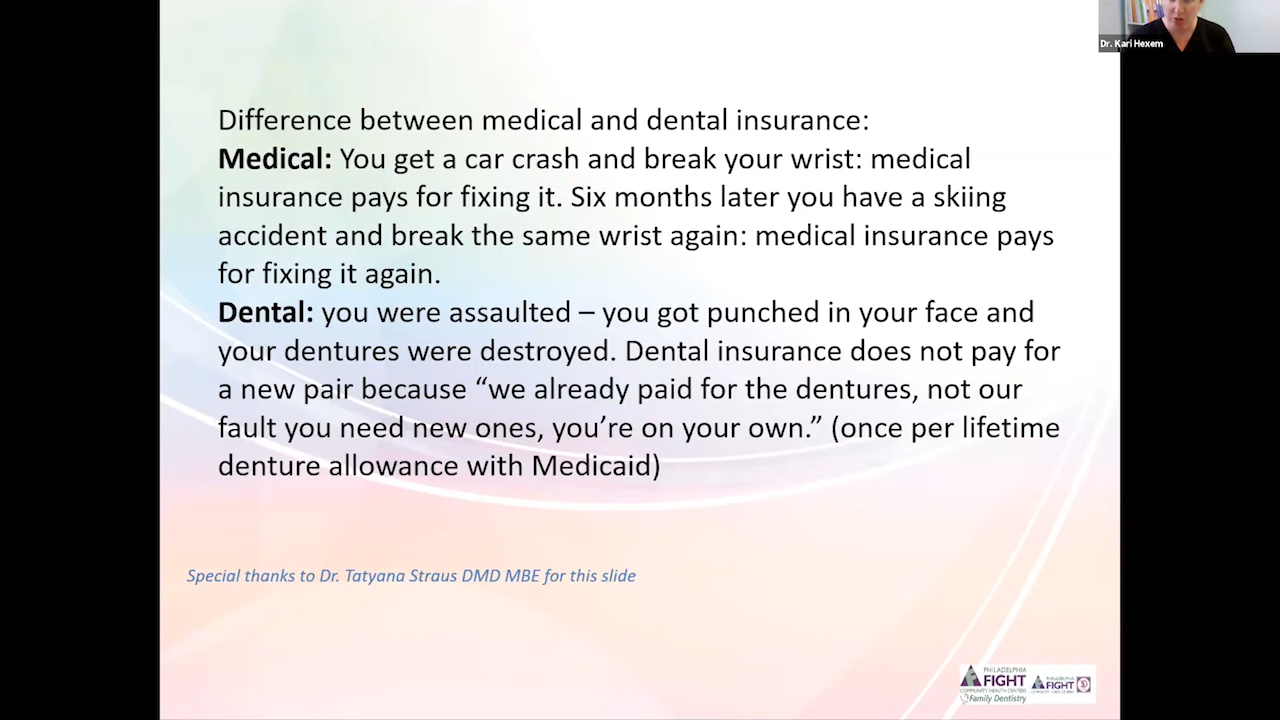 Dr. Kari Hexem
Difference between medical and dental insurance:
Medical: You get a car crash and break your wrist: medical
insurance pays for fixing it. Six months later you have a skiing
accident and break the same wrist again: medical insurance pays
for fixing it again.
Dental: you were assaulted – you got punched in your face and
your dentures were destroyed. Dental insurance does not pay for
a new pair because “we already paid for the dentures, not our
fault you need new ones, you’re on your own.” (once per lifetime
denture allowance with Medicaid)
Special thanks to Dr. Tatyana Straus DMD MBE for this slide
PHILADELPHIA
FIGHT
COMMUNITY HEALTH CENTERS
Family Dentistry
PHILADELPHIA
FIGHT